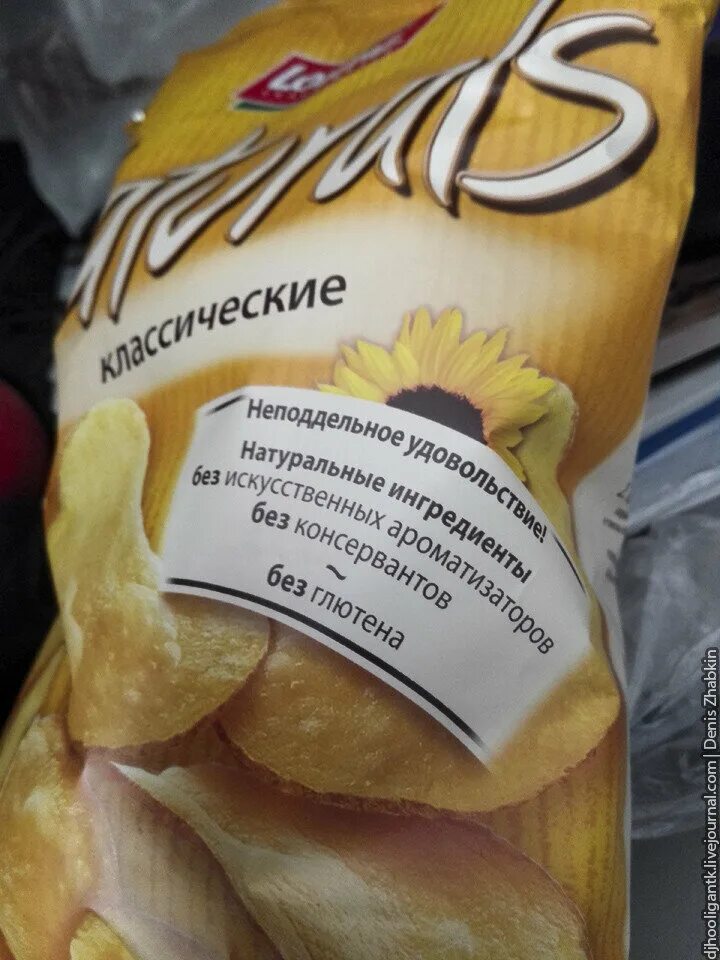 классические
Неподдельное удовольствие!
Натуральные ингредиенты
без искусственных ароматизаторов
без консервантов
~
без глютена
djhooligantk.livejournal.com | Denis Zhabkin